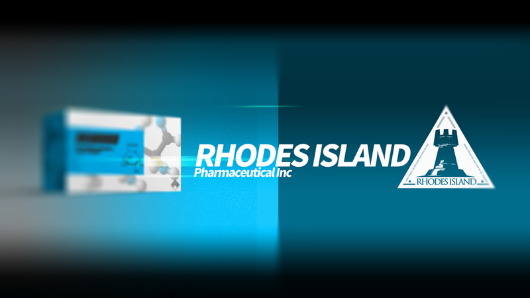 RHODES ISLAND
Pharmaceutical Inc
RHODES ISLAND